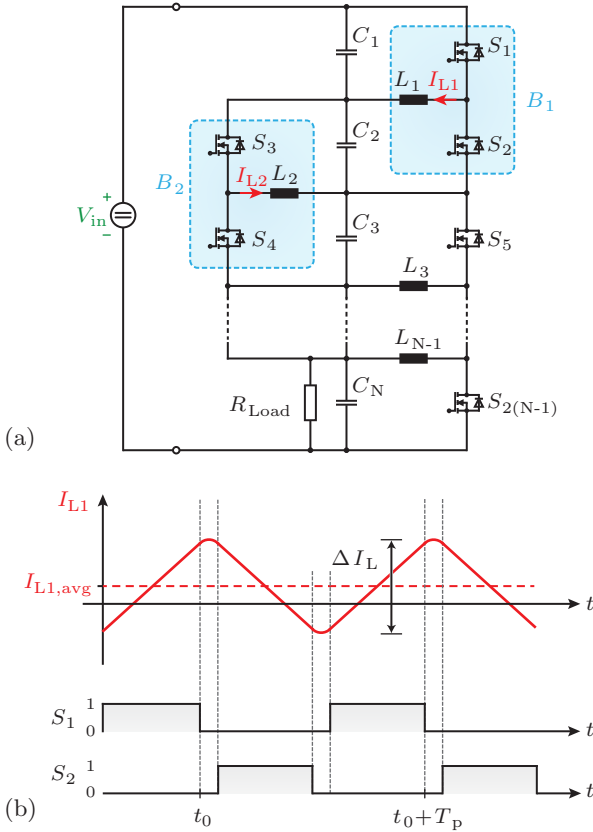 C1
S1
L1 IL1
B1
S3
C2
S2
B2
IL2 L2
Vin
+
−
S4
C3
S5
L3
LN-1
RLoad
CN
S2(N-1)
(a)
IL1
ΔIL
IL1,avg
t
S1 1
0
t
S2 1
0
t
(b)
t0
t0+Tp